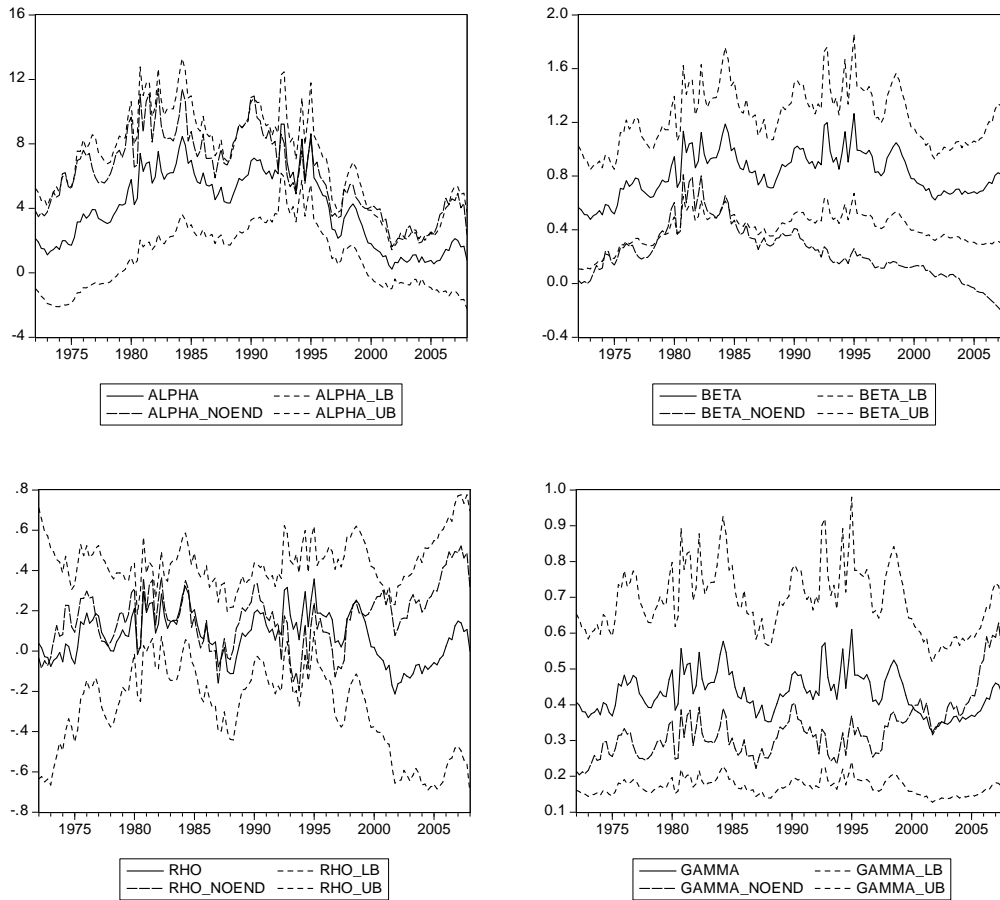 16
12
8
4
0
-4
1975 1980 1985 1990 1995 2000 2005
ALPHA ALPHA_LB
ALPHA_NOEND ALPHA_UB
2.0
1.6
1.2
0.8
0.4
0.0
-0.4
1975 1980 1985 1990 1995 2000 2005
BETA BETA_LB
BETA_NOEND BETA_UB
.8
.6
.4
.2
.0
-.2
-.4
-.6
-.8
1975 1980 1985 1990 1995 2000 2005
RHO RHO_LB
RHO_NOEND RHO_UB
1.0
0.9
0.8
0.7
0.6
0.5
0.4
0.3
0.2
0.1
1975 1980 1985 1990 1995 2000 2005
GAMMA GAMMA_LB
GAMMA_NOEND GAMMA_UB